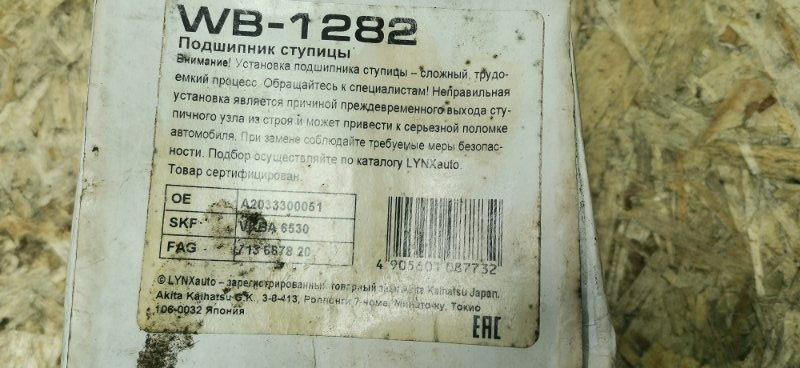 WB-1282
Подшипник ступицы
Внимание! Установка подшипника ступицы – сложный, трудо-
емкий процесс. Обращайтесь к специалистам! Неправильная
установка является причиной преждевременного выхода сту-
пичного узла из строя и может привести к серьезной поломке
автомобиля. При замене соблюдайте требуемые меры безопас-
ности. Подбор осуществляйте по каталогу LYNXauto.
Товар сертифицирован.
OE A2033300051
SKF VKBA 6530
FAG 713 6678 20
4 905601 087732
© LYNXauto – зарегистрированный товарный знак Akita Kaihatsu Japan.
Akita Kaihatsu G.K., 3-8-413, Роппонги 7-чоме, Минато-ку, Токио
106-0032 Япония
EAC